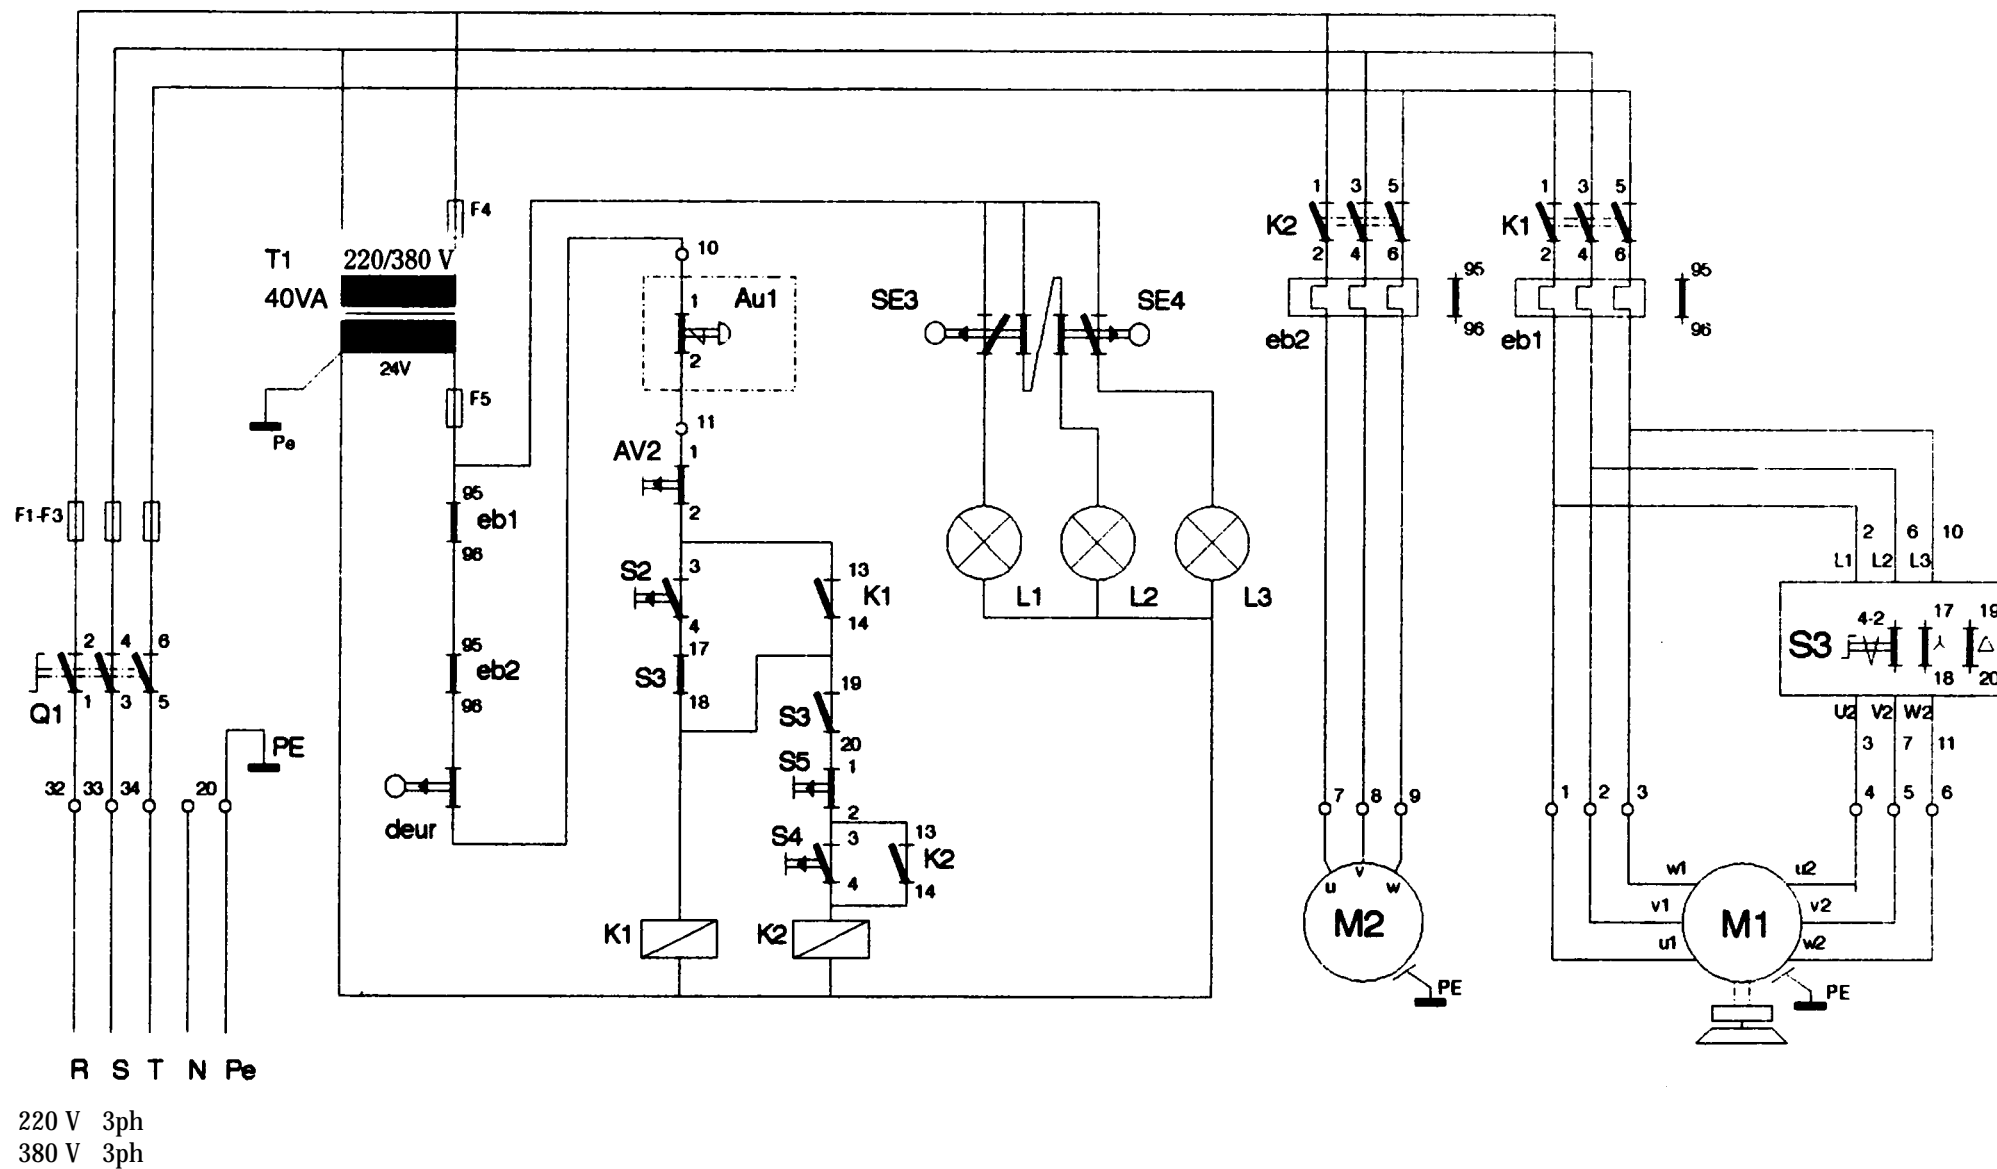 F4
T1 220/380 V
40VA
24V
F5
Pe
10
1
Au1
2
11
AV2
1
2
SE3
SE4
1 3 5
K2
2 4 6
95
96
eb2
1 3 5
K1
2 4 6
95
96
eb1
F1-F3
95
eb1
96
S2
3
4
13
K1
14
L1
L2
L3
2 6 10
L1 L2 L3
2 4 6
Q1
1 3 5
95
eb2
96
17
S3
18
19
S3
20
S3
4-2
17
18
19
20
U2 V2 W2
3 7 11
PE
32 33 34 20
deur
S5
1
2
S4
3
4
13
K2
14
7 8 9
1 2 3
4 5 6
u v w
M2
PE
w1
v1
u1
M1
u2
v2
w2
PE
K1
K2
R S T N Pe
220 V 3ph
380 V 3ph